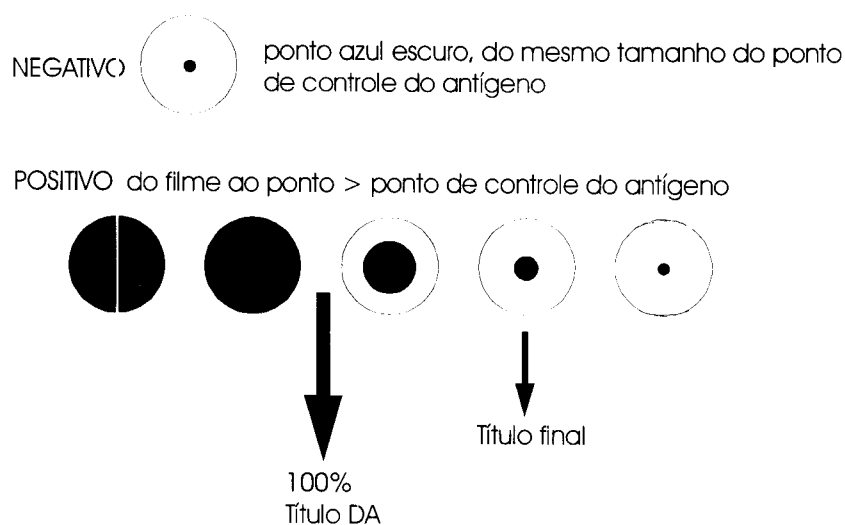 NEGATIVO
ponto azul escuro, do mesmo tamanho do ponto
de controle do antígeno
POSITIVO do filme ao ponto > ponto de controle do antígeno
Título final
100%
Título DA